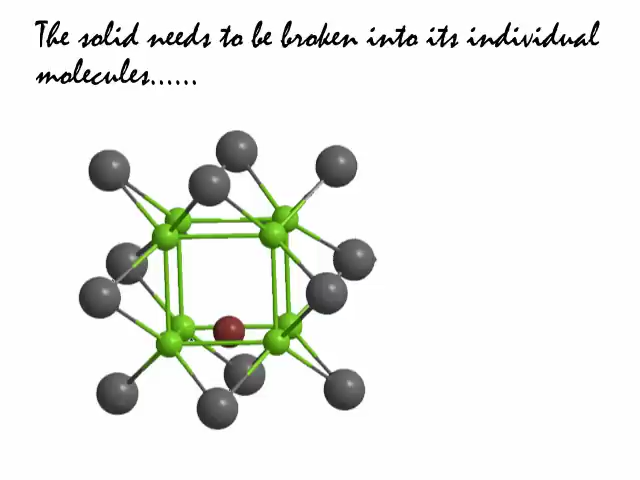 The solid needs to be broken into its individual
molecules......